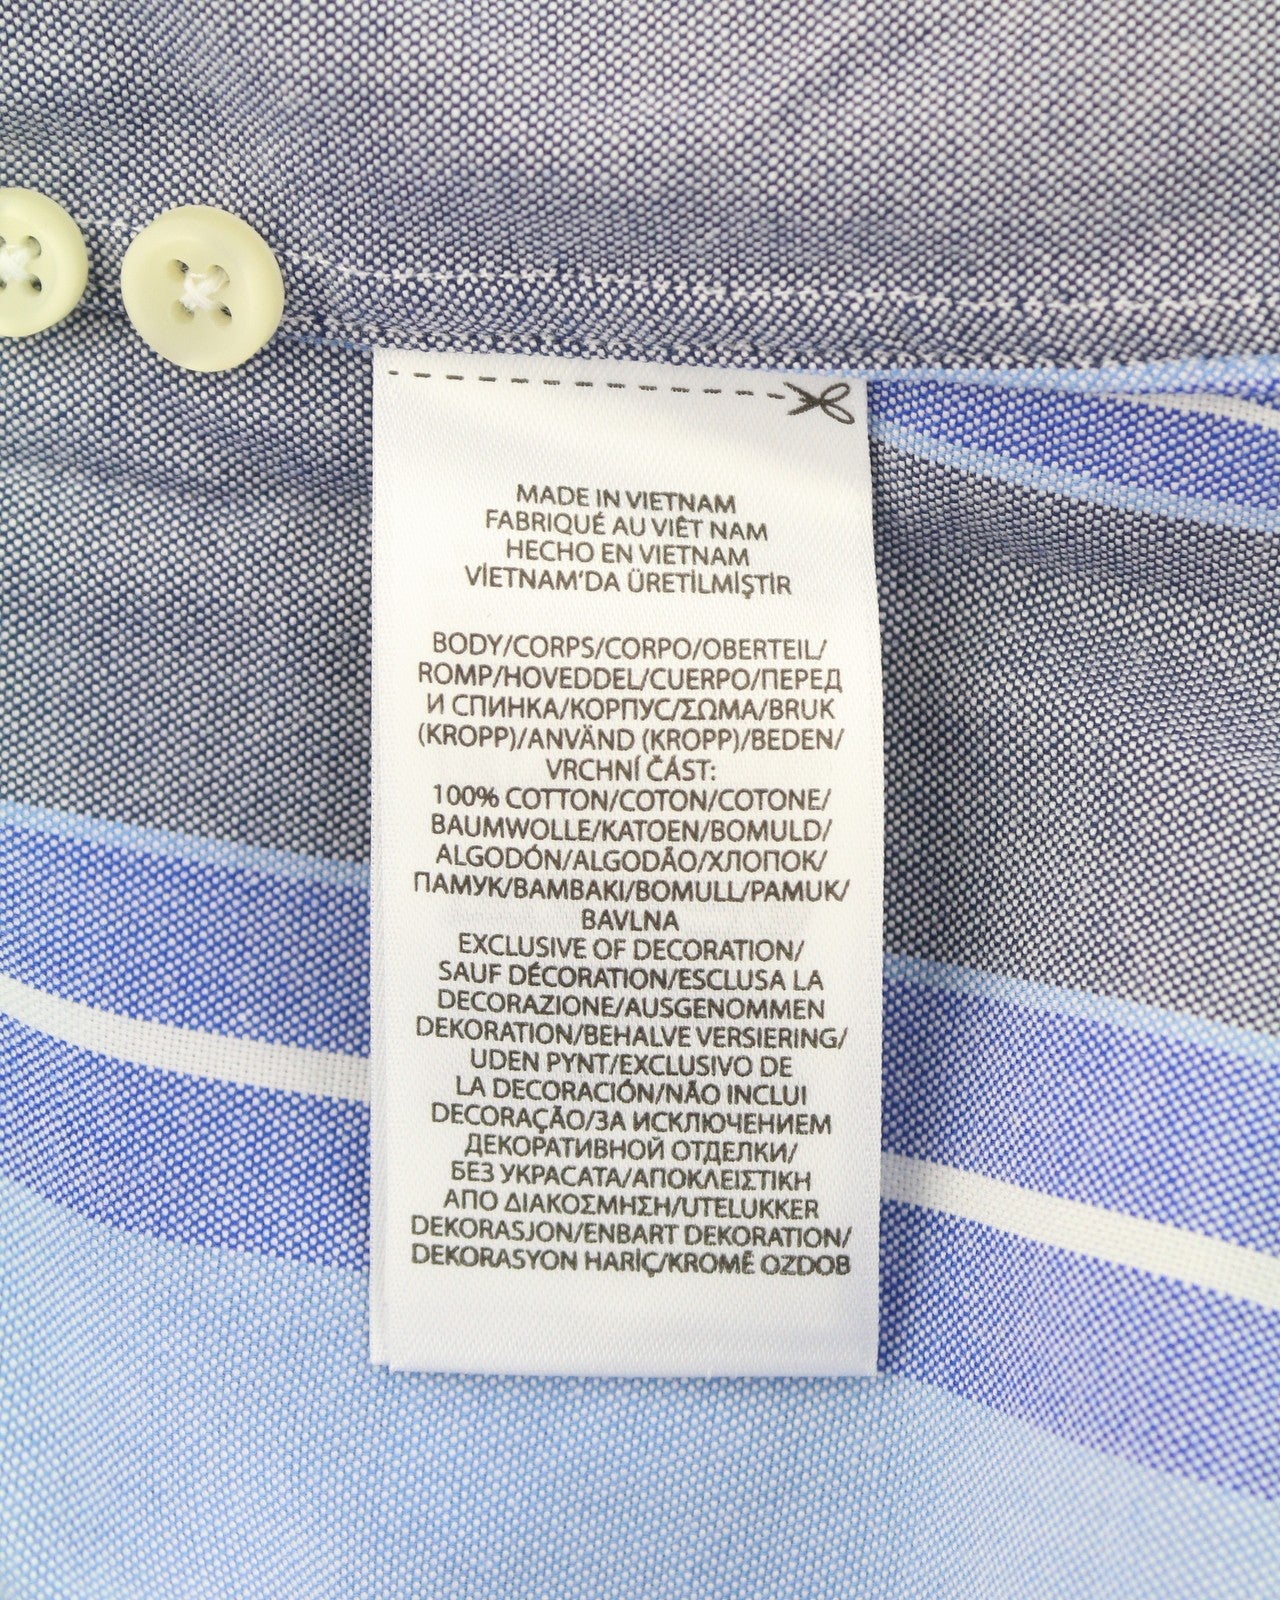 MADE IN VIETNAM
FABRIQUÉ AU VIÊT NAM
HECHO EN VIETNAM
VİETNAM'DA ÜRETİLMİŞTİR
BODY/CORPS/CORPO/OBERTEIL/
ROMP/HOVEDDEL/CUERPO/ПЕРЕД
И СПИНКА/КОРПУС/ΣΩΜΑ/BRUK
(KROPP)/ANVÄND (KROPP)/BEDEN/
VRCHNÍ ČÁST:
100% COTTON/COTON/COTONE/
BAUMWOLLE/KATOEN/BOMULD/
ALGODÓN/ALGODÃO/ХЛОПОК/
ПАМУК/ΒΑΜΒΑΚΙ/BOMULL/PAMUK/
BAVLNA
EXCLUSIVE OF DECORATION/
SAUF DÉCORATION/ESCLUSA LA
DECORAZIONE/AUSGENOMMEN
DEKORATION/BEHALVE VERSIERING/
UDEN PYNT/EXCLUSIVO DE
LA DECORACIÓN/NÃO INCLUI
DECORAÇÃO/ЗА ИСКЛЮЧЕНИЕМ
ДЕКОРАТИВНОЙ ОТДЕЛКИ/
БЕЗ УКРАСАТА/ΑΠΟΚΛΕΙΣΤΙΚΗ
ΑΠΟ ΔΙΑΚΟΣΜΗΣΗ/UTELUKKER
DEKORASJON/ENBART DEKORATION/
DEKORASYON HARİÇ/KROMĚ OZDOB